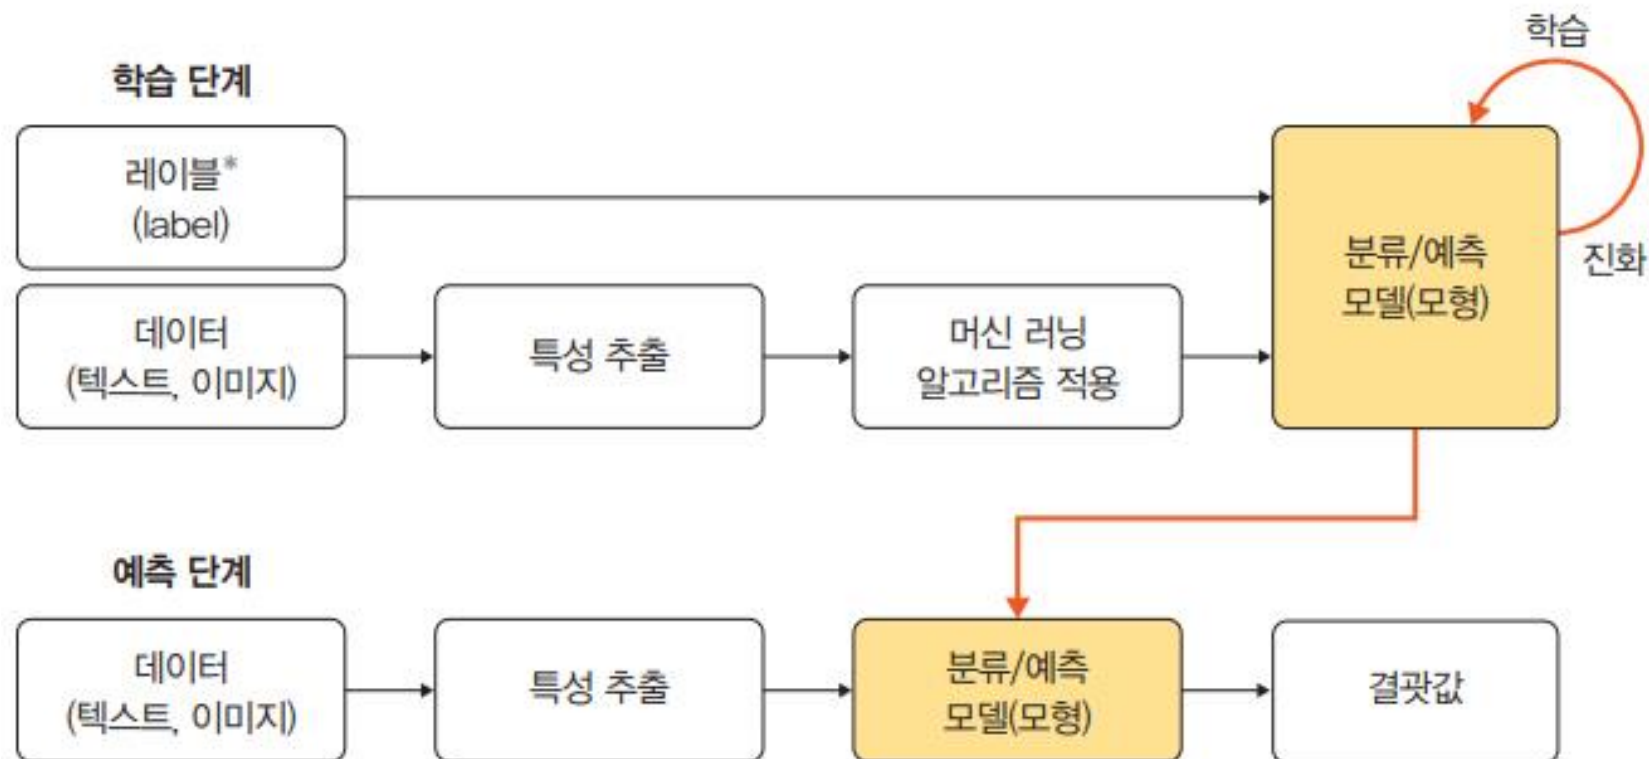 학습
학습 단계
레이블*
(label)
분류/예측
모델(모형)
진화
데이터
(텍스트, 이미지)
특성 추출
머신 러닝
알고리즘 적용
예측 단계
데이터
(텍스트, 이미지)
특성 추출
분류/예측
모델(모형)
결괏값